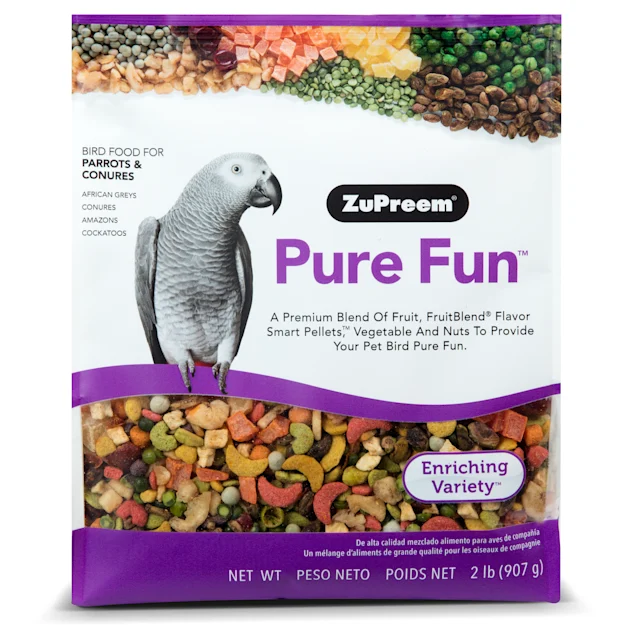 BIRD FOOD FOR
PARROTS &
CONURES
AFRICAN GREYS
CONURES
AMAZONS
COCKATOOS
ZuPreem®
Pure Fun™
A Premium Blend Of Fruit, FruitBlend® Flavor
Smart Pellets,™ Vegetable And Nuts To Provide
Your Pet Bird Pure Fun.
Enriching
Variety™
De alta calidad mezclado alimento para aves de compañia
Un mélange d'aliments de grande qualité pour les oiseaux de compagnie
NET WT PESO NETO POIDS NET 2 lb (907 g)